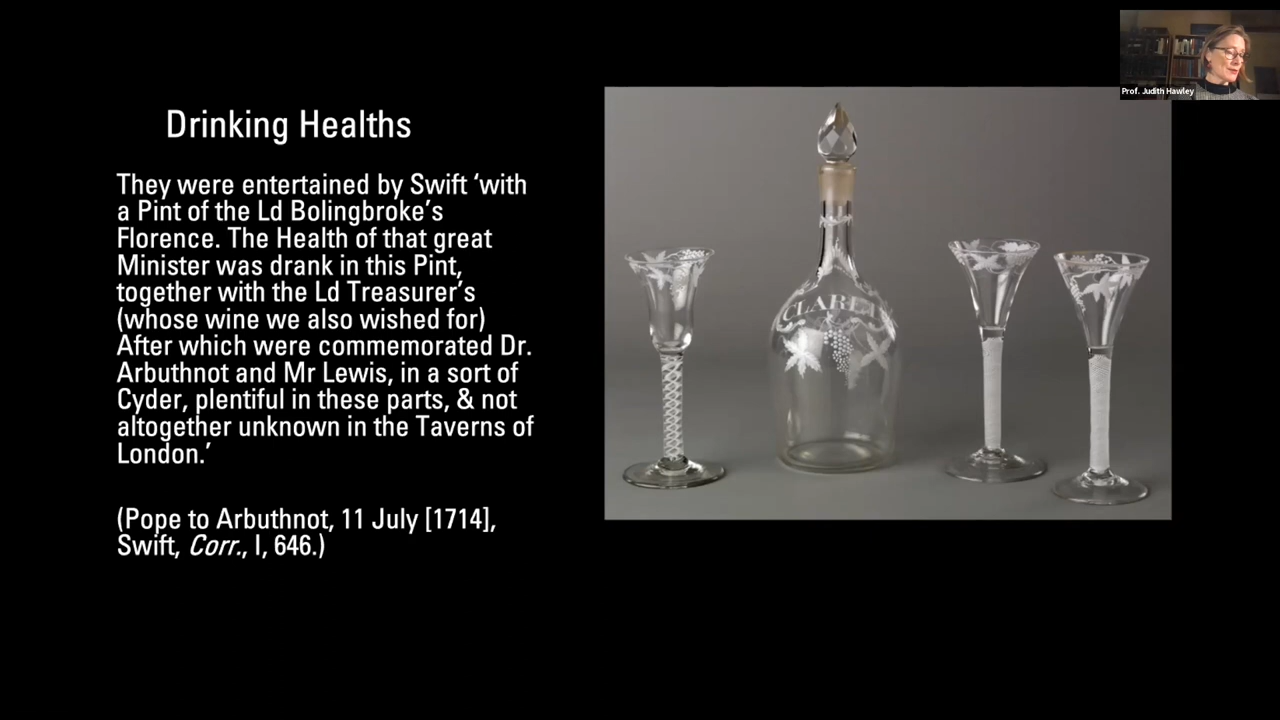 Drinking Healths
They were entertained by Swift ‘with
a Pint of the Ld Bolingbroke’s
Florence. The Health of that great
Minister was drank in this Pint,
together with the Ld Treasurer’s
(whose wine we also wished for)
After which were commemorated Dr.
Arbuthnot and Mr Lewis, in a sort of
Cyder, plentiful in these parts, & not
altogether unknown in the Taverns of
London.’
(Pope to Arbuthnot, 11 July [1714],
Swift, Corr., I, 646.)
CLARET
Prof. Judith Hawley